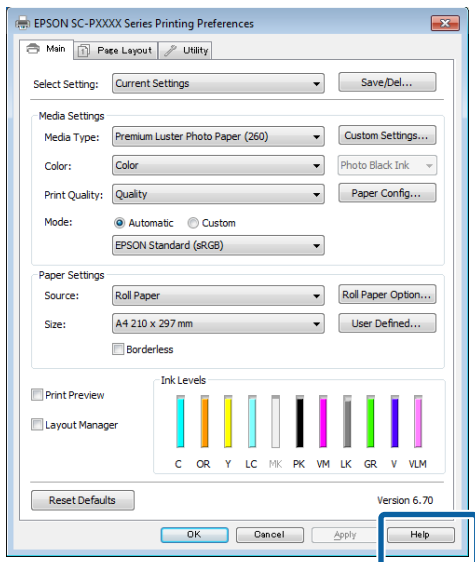 EPSON SC-PXXXX Series Printing Preferences
Main Page Layout Utility
Select Setting: Current Settings Save/Del...
Media Settings
Media Type: Premium Luster Photo Paper (260) Custom Settings...
Color: Color Photo Black Ink
Print Quality: Quality Paper Config...
Mode: Automatic Custom
EPSON Standard (sRGB)
Paper Settings
Source: Roll Paper Roll Paper Option...
Size: A4 210 x 297 mm User Defined...
Borderless
Ink Levels
Print Preview
Layout Manager
C OR Y LC MK PK VM LK GR V VLM
Reset Defaults Version 6.70
OK Cancel Apply Help